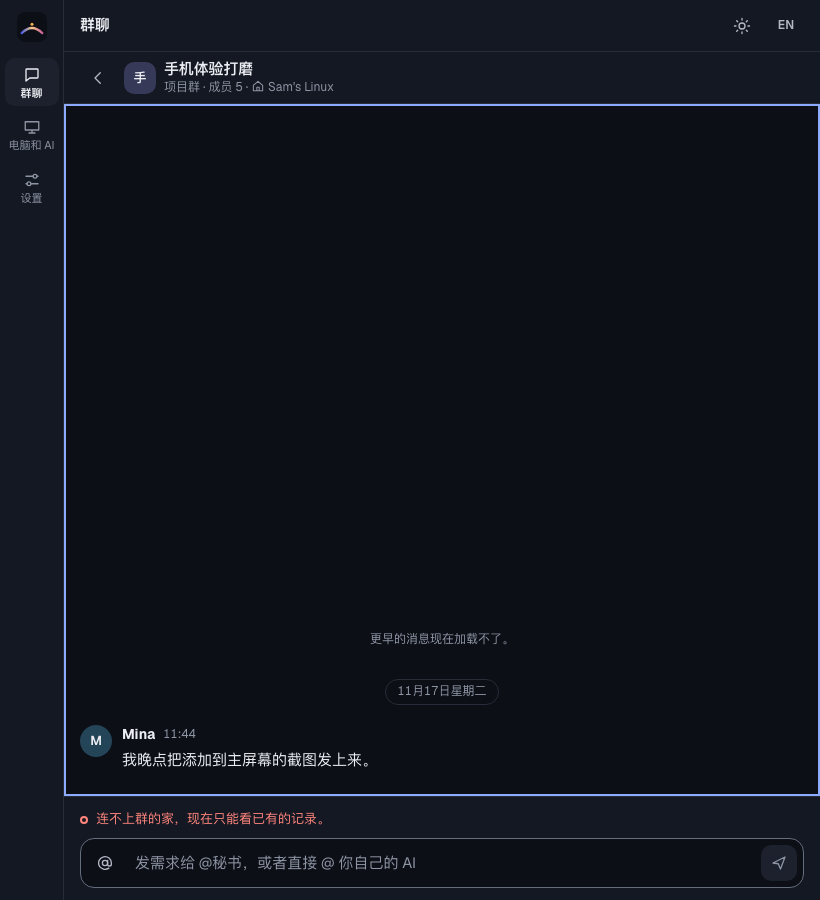 群聊
EN
群聊
电脑和 AI
设置
手
手机体验打磨
项目群 · 成员 5 · Sam's Linux
更早的消息现在加载不了。
11月17日星期二
M
Mina 11:44
我晚点把添加到主屏幕的截图发上来。
连不上群的家，现在只能看已有的记录。
@ 发需求给 @秘书，或者直接 @ 你自己的 AI